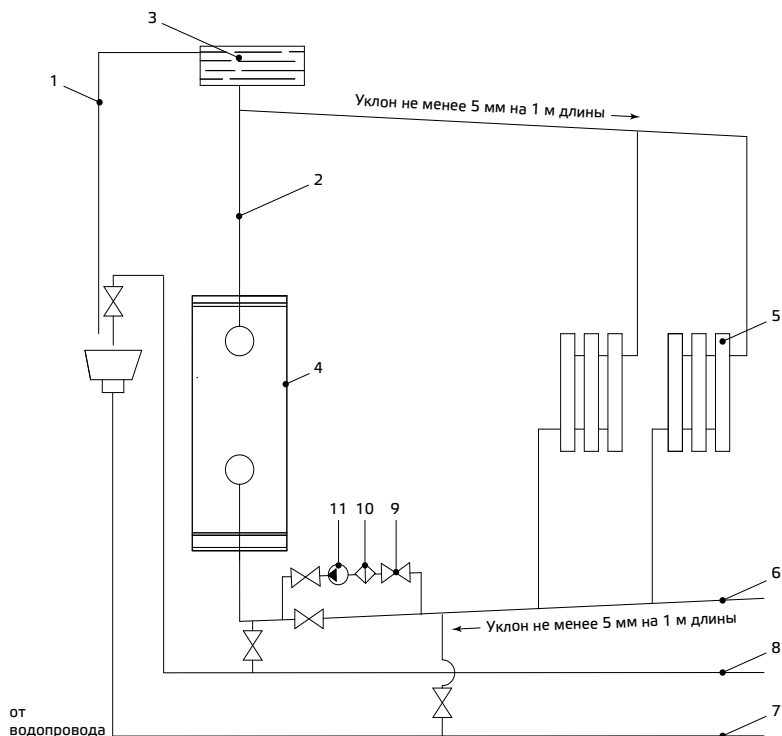 3
1
Уклон не менее 5 мм на 1 м длины
2
5
4
11 10 9
6
Уклон не менее 5 мм на 1 м длины
8
от
водопровода
7